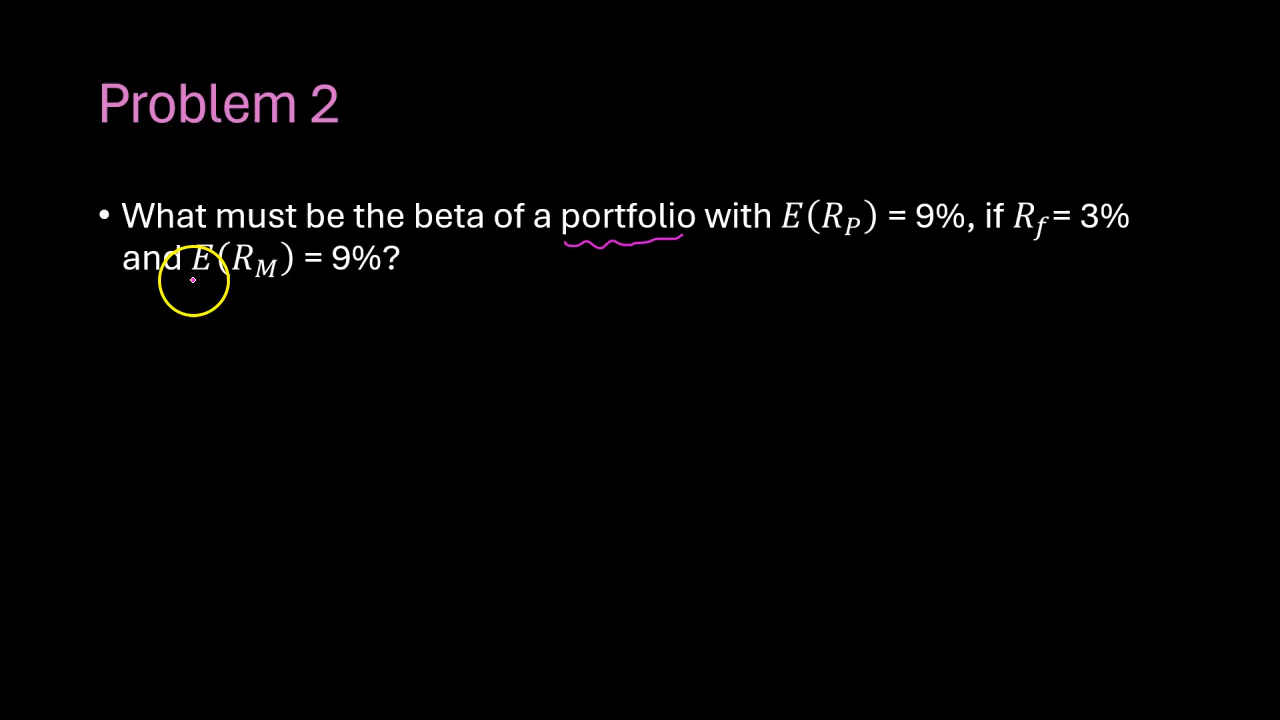 Problem 2
• What must be the beta of a portfolio with E(R_P) = 9%, if R_f = 3%
and E(R_M) = 9%?